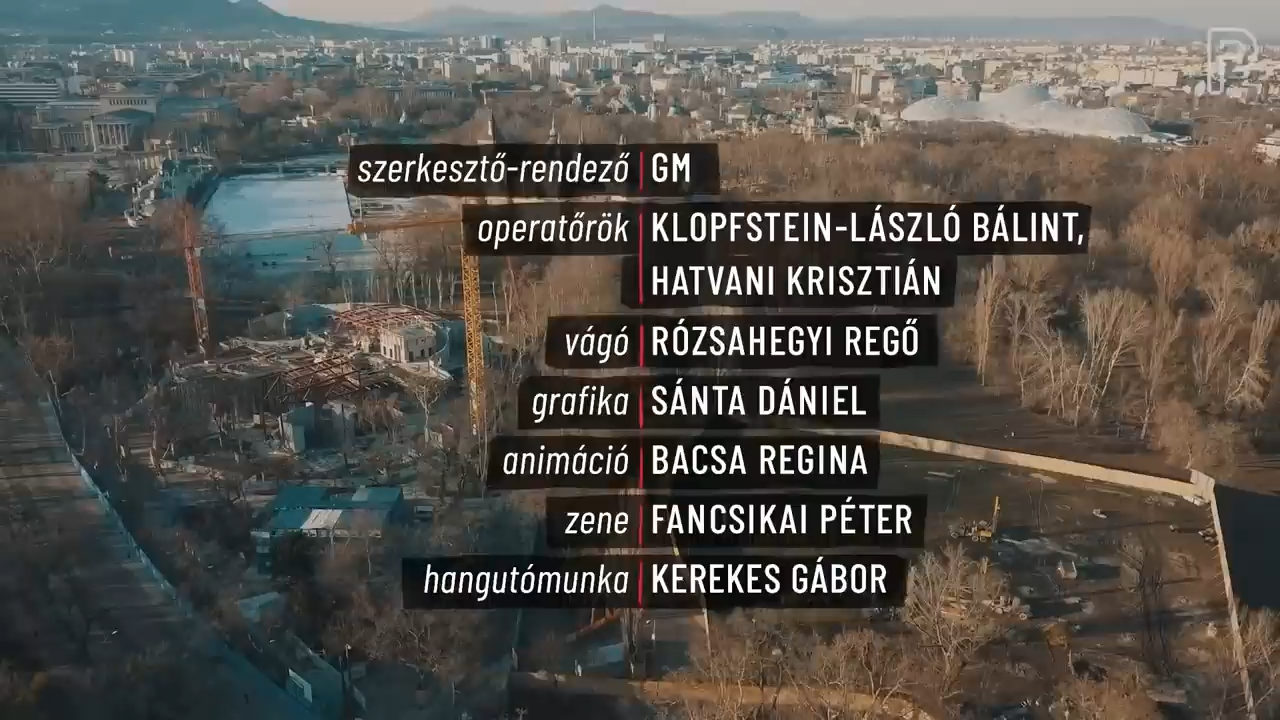 szerkesztő-rendező GM
operatőrök KLOPFSTEIN-LÁSZLÓ BÁLINT,
HATVANI KRISZTIÁN
vágó RÓZSAHEGYI REGŐ
grafika SÁNTA DÁNIEL
animáció BACSA REGINA
zene FANCSIKAI PÉTER
hangutómunka KEREKES GÁBOR